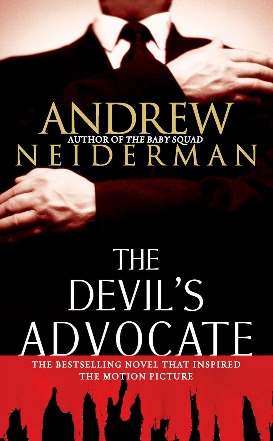 ANDREW
AUTHOR OF THE BABY SQUAD
NEIDERMAN
THE
DEVIL'S
ADVOCATE
THE BESTSELLING NOVEL THAT INSPIRED
THE MOTION PICTURE